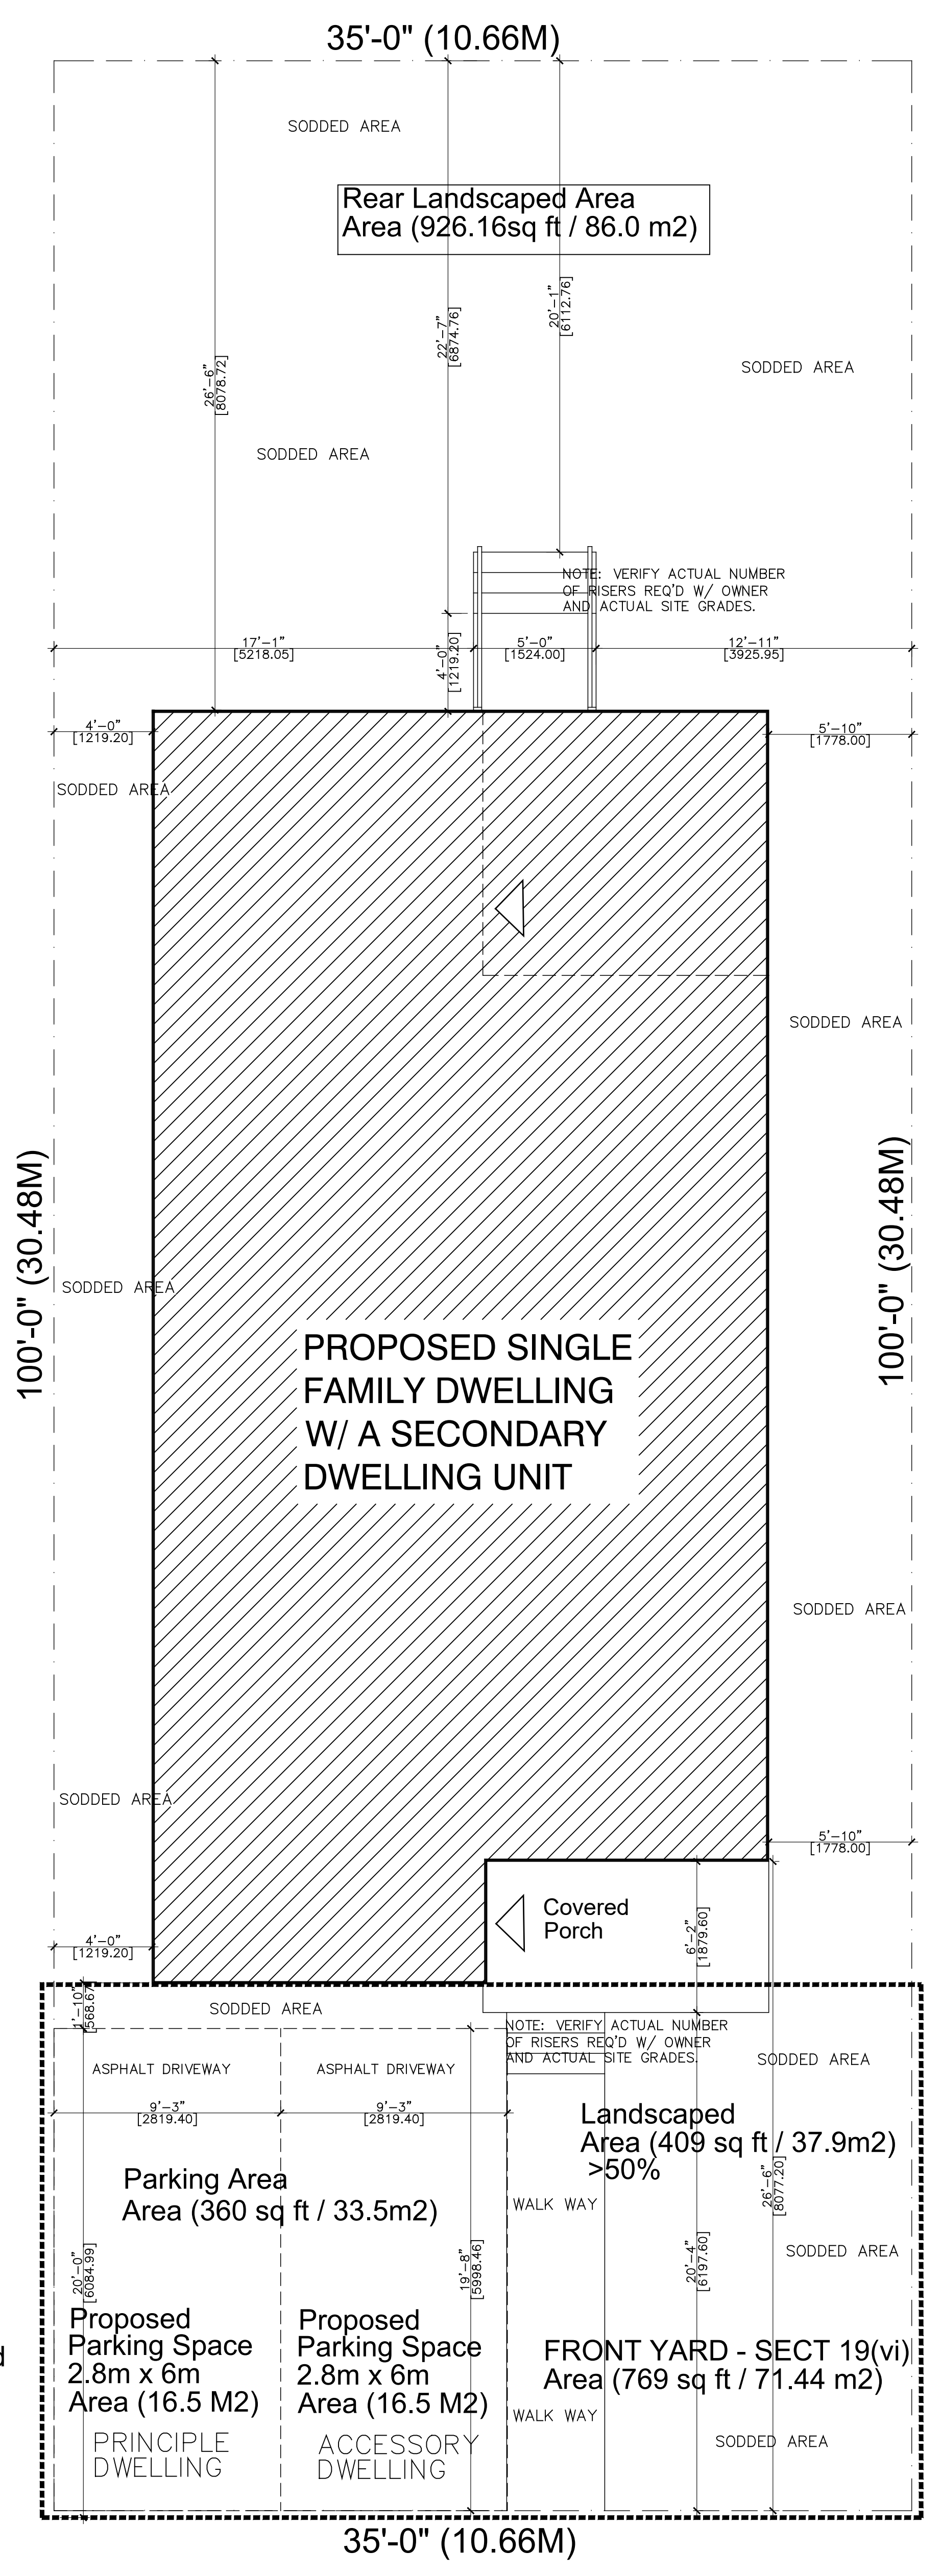 35'-0" (10.66M)
SODDED AREA
Rear Landscaped Area
Area (926.16sq ft / 86.0 m2)
20'-1"
[6112.76]
22'-7"
[6874.76]
26'-6"
[8078.72]
SODDED AREA
SODDED AREA
NOTE: VERIFY ACTUAL NUMBER
OF RISERS REQ'D W/ OWNER
AND ACTUAL SITE GRADES.
17'-1"
[5218.05]
4'-0"
[1219.20]
5'-0"
[1524.00]
12'-11"
[3925.95]
4'-0"
[1219.20]
5'-10"
[1778.00]
SODDED AREA
SODDED AREA
100'-0" (30.48M)
100'-0" (30.48M)
SODDED AREA
PROPOSED SINGLE
FAMILY DWELLING
W/ A SECONDARY
DWELLING UNIT
SODDED AREA
SODDED AREA
5'-10"
[1778.00]
Covered
Porch
6'-2"
[1879.60]
4'-0"
[1219.20]
1'-10"
[568.67]
SODDED AREA
NOTE: VERIFY ACTUAL NUMBER
OF RISERS REQ'D W/ OWNER
AND ACTUAL SITE GRADES.
SODDED AREA
ASPHALT DRIVEWAY
ASPHALT DRIVEWAY
9'-3"
[2819.40]
9'-3"
[2819.40]
Landscaped
Area (409 sq ft / 37.9m2)
>50%
Parking Area
Area (360 sq ft / 33.5m2)
WALK WAY
26'-6"
[8077.20]
20'-0"
[6084.99]
19'-8"
[5998.46]
20'-4"
[6197.60]
SODDED AREA
Proposed
Parking Space
2.8m x 6m
Area (16.5 M2)
PRINCIPLE
DWELLING
Proposed
Parking Space
2.8m x 6m
Area (16.5 M2)
ACCESSORY
DWELLING
FRONT YARD - SECT 19(vi)
Area (769 sq ft / 71.44 m2)
WALK WAY
SODDED AREA
35'-0" (10.66M)